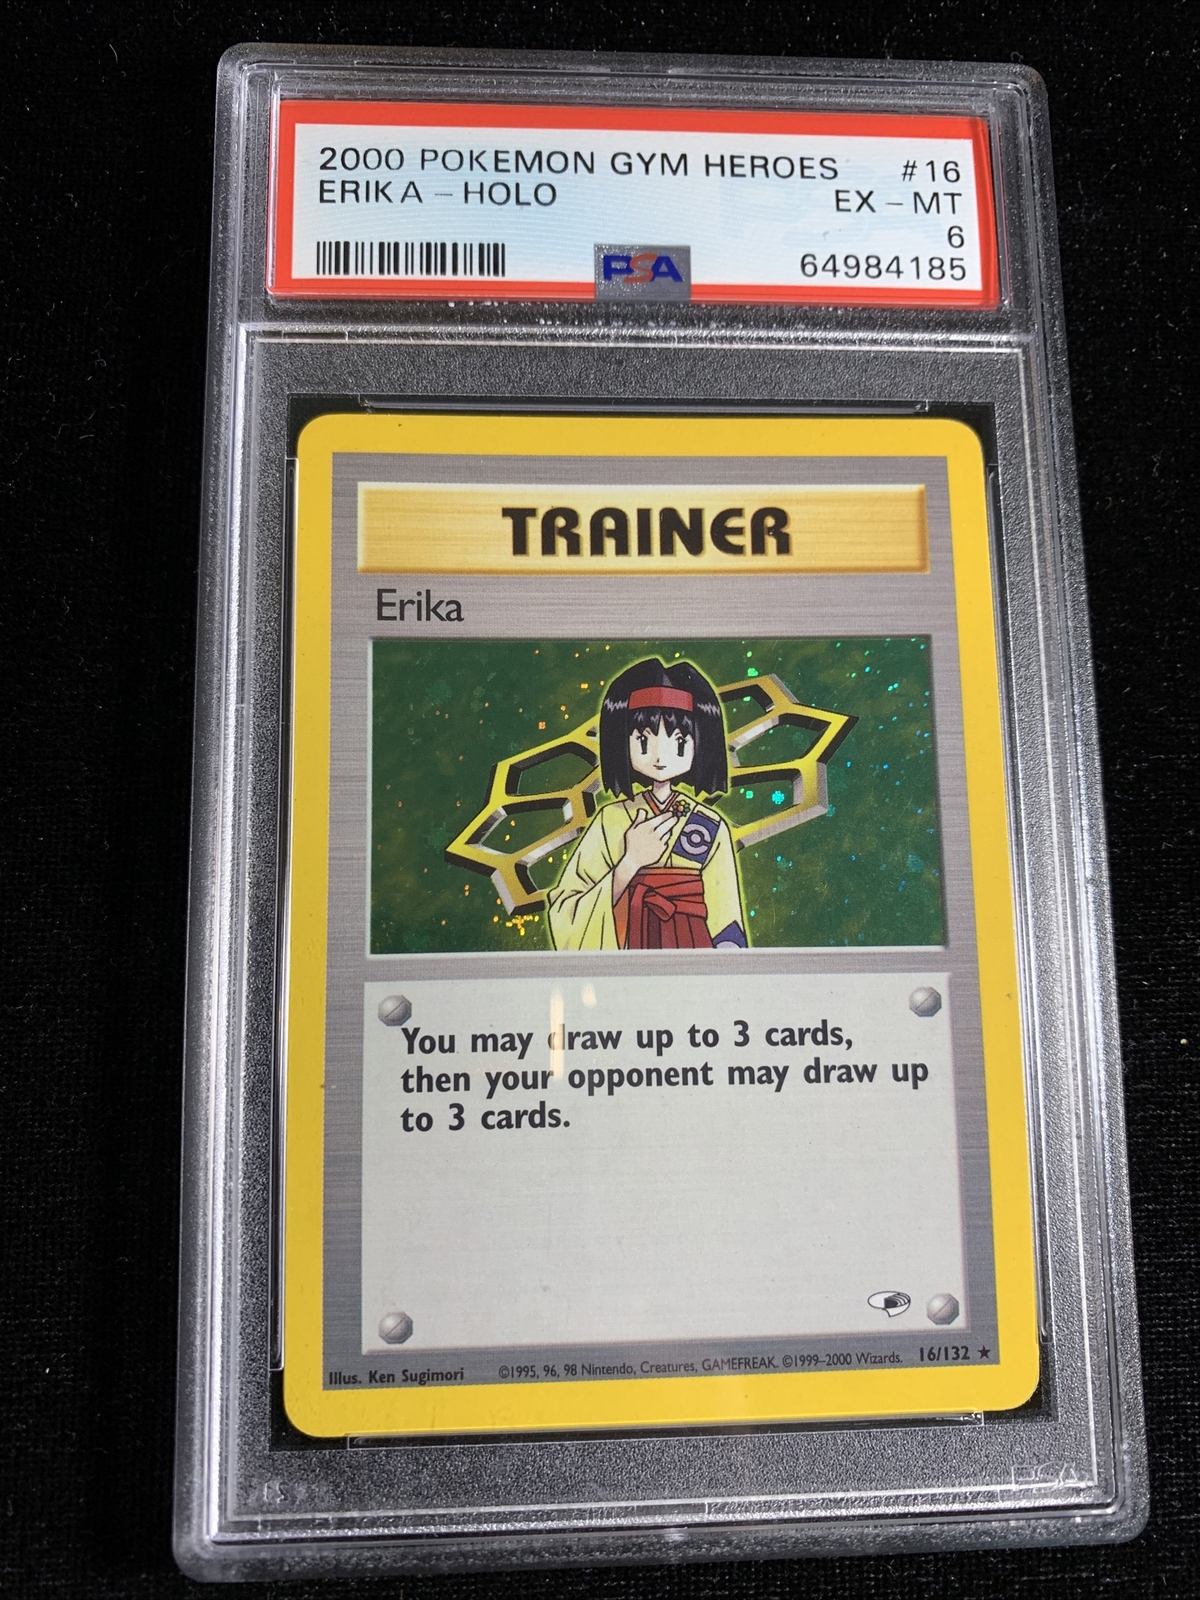 2000 POKEMON GYM HEROES #16
ERIKA - HOLO EX - MT
6
PSA 64984185
TRAINER
Erika
You may draw up to 3 cards,
then your opponent may draw up
to 3 cards.
Illus. Ken Sugimori ©1995, 96, 98 Nintendo, Creatures, GAMEFREAK. ©1999–2000 Wizards. 16/132 ★
PSA